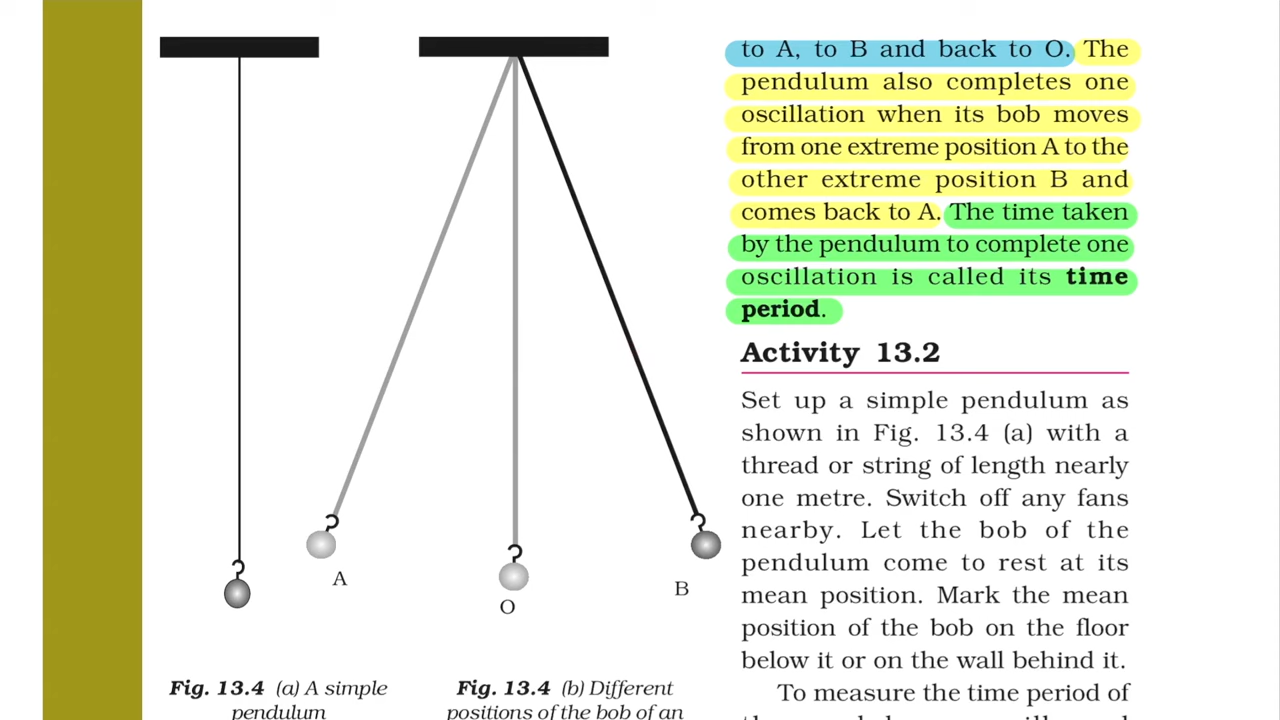 A
O
B
Fig. 13.4 (a) A simple
pendulum
Fig. 13.4 (b) Different
positions of the bob of an
to A, to B and back to O. The
pendulum also completes one
oscillation when its bob moves
from one extreme position A to the
other extreme position B and
comes back to A. The time taken
by the pendulum to complete one
oscillation is called its time
period.
Activity 13.2
Set up a simple pendulum as
shown in Fig. 13.4 (a) with a
thread or string of length nearly
one metre. Switch off any fans
nearby. Let the bob of the
pendulum come to rest at its
mean position. Mark the mean
position of the bob on the floor
below it or on the wall behind it.
To measure the time period of